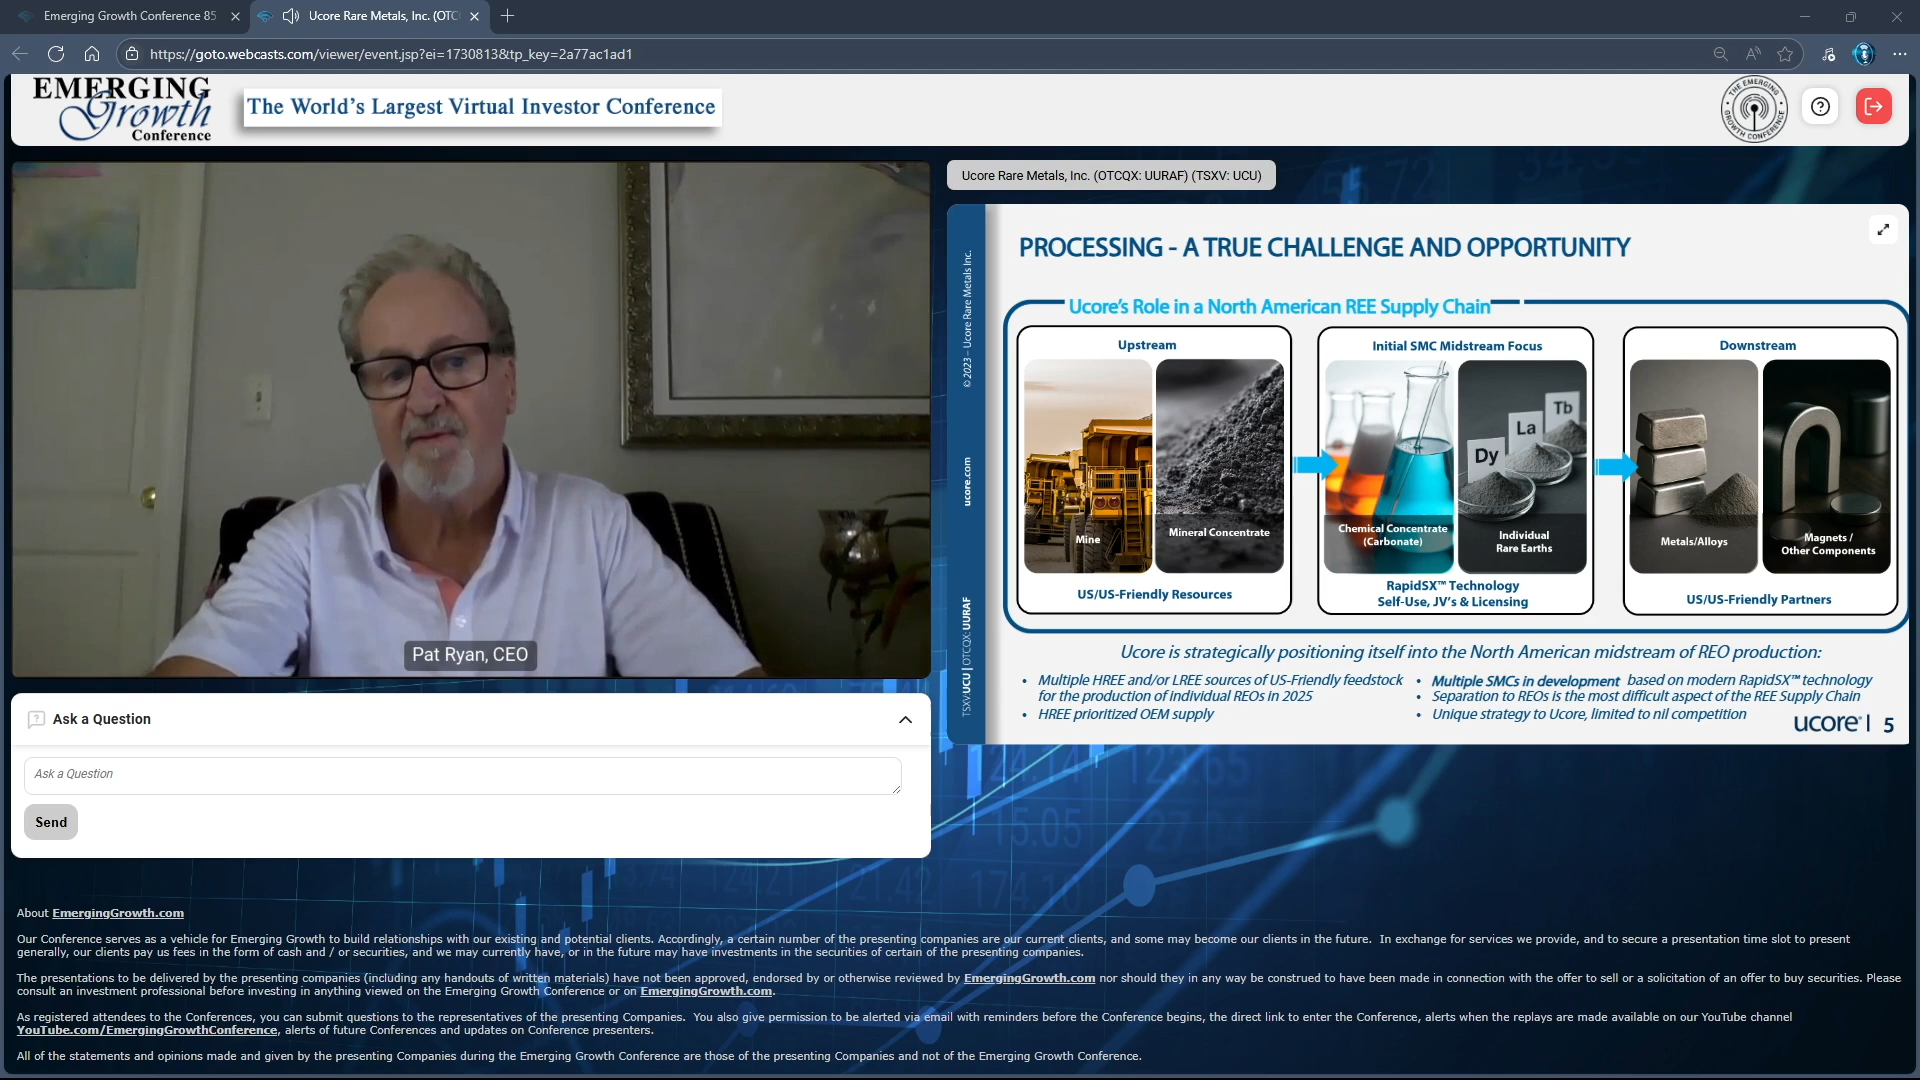 Emerging Growth Conference 85
Ucore Rare Metals, Inc. (OTC
https://goto.webcasts.com/viewer/event.jsp?ei=1730813&tp_key=2a77ac1ad1
EMERGING
Growth
Conference
The World's Largest Virtual Investor Conference
THE EMERGING
GROWTH CONFERENCE
Ucore Rare Metals, Inc. (OTCQX: UURAF) (TSXV: UCU)
Pat Ryan, CEO
© 2023 – Ucore Rare Metals Inc.
ucore.com
TSXV:UCU | OTCQX: UURAF
PROCESSING - A TRUE CHALLENGE AND OPPORTUNITY
Ucore's Role in a North American REE Supply Chain
Upstream
Mine
Mineral Concentrate
US/US-Friendly Resources
Initial SMC Midstream Focus
Dy
La
Tb
Chemical Concentrate
(Carbonate)
Individual
Rare Earths
RapidSX™ Technology
Self-Use, JV's & Licensing
Downstream
Metals/Alloys
Magnets /
Other Components
US/US-Friendly Partners
Ucore is strategically positioning itself into the North American midstream of REO production:
• Multiple HREE and/or LREE sources of US-Friendly feedstock
for the production of individual REOs in 2025
• HREE prioritized OEM supply
• Multiple SMCs in development based on modern RapidSX™ technology
• Separation to REOs is the most difficult aspect of the REE Supply Chain
• Unique strategy to Ucore, limited to nil competition
ucore | 5
Ask a Question
Ask a Question
Send
About EmergingGrowth.com
Our Conference serves as a vehicle for Emerging Growth to build relationships with our existing and potential clients. Accordingly, a certain number of the presenting companies are our current clients, and some may become our clients in the future. In exchange for services we provide, and to secure a presentation time slot to present
generally, our clients pay us fees in the form of cash and / or securities, and we may currently have, or in the future may have investments in the securities of certain of the presenting companies.
The presentations to be delivered by the presenting companies (including any handouts of written materials) have not been approved, endorsed by or otherwise reviewed by EmergingGrowth.com nor should they in any way be construed to have been made in connection with the offer to sell or a solicitation of an offer to buy securities. Please
consult an investment professional before investing in anything viewed on the Emerging Growth Conference or on EmergingGrowth.com.
As registered attendees to the Conferences, you can submit questions to the representatives of the presenting Companies. You also give permission to be alerted via email with reminders before the Conference begins, the direct link to enter the Conference, alerts when the replays are made available on our YouTube channel
YouTube.com/EmergingGrowthConference, alerts of future Conferences and updates on Conference presenters.
All of the statements and opinions made and given by the presenting Companies during the Emerging Growth Conference are those of the presenting Companies and not of the Emerging Growth Conference.